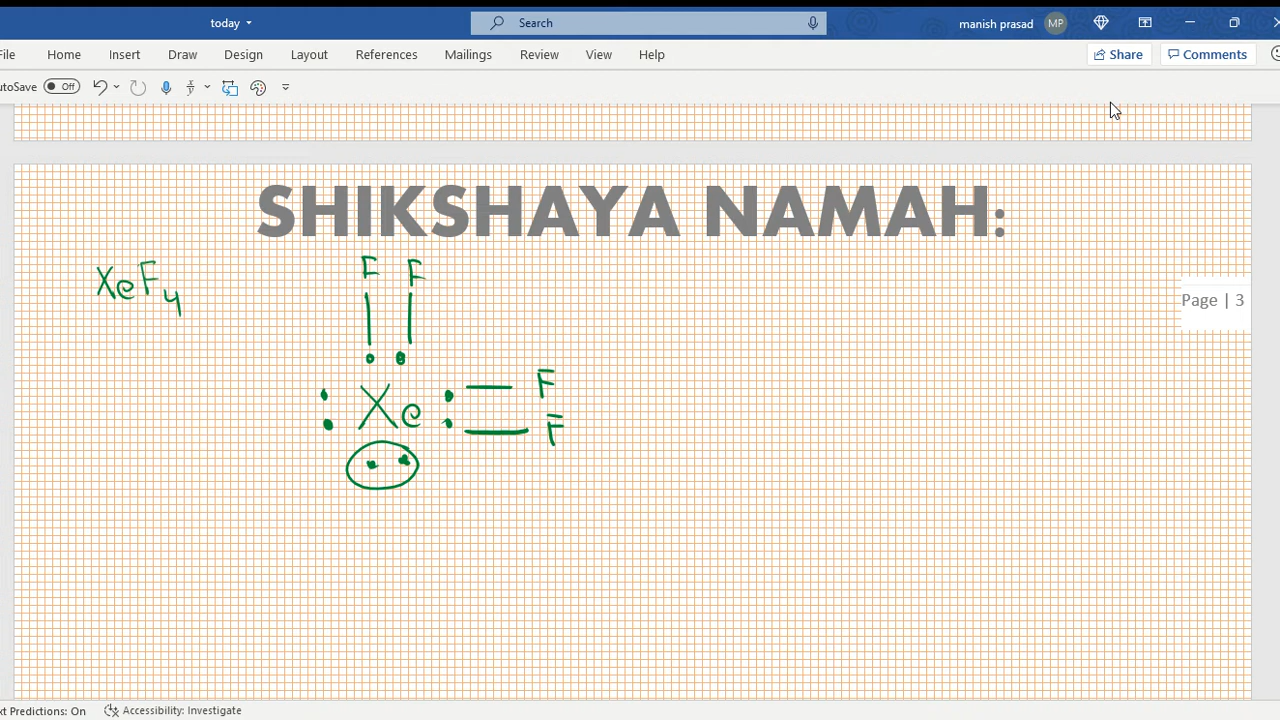 today
Search
manish prasad MP
File Home Insert Draw Design Layout References Mailings Review View Help Share Comments
AutoSave Off
SHIKSHAYA NAMAH:
XeF4
F F
Page | 3
Xe
F
F
xt Predictions: On Accessibility: Investigate